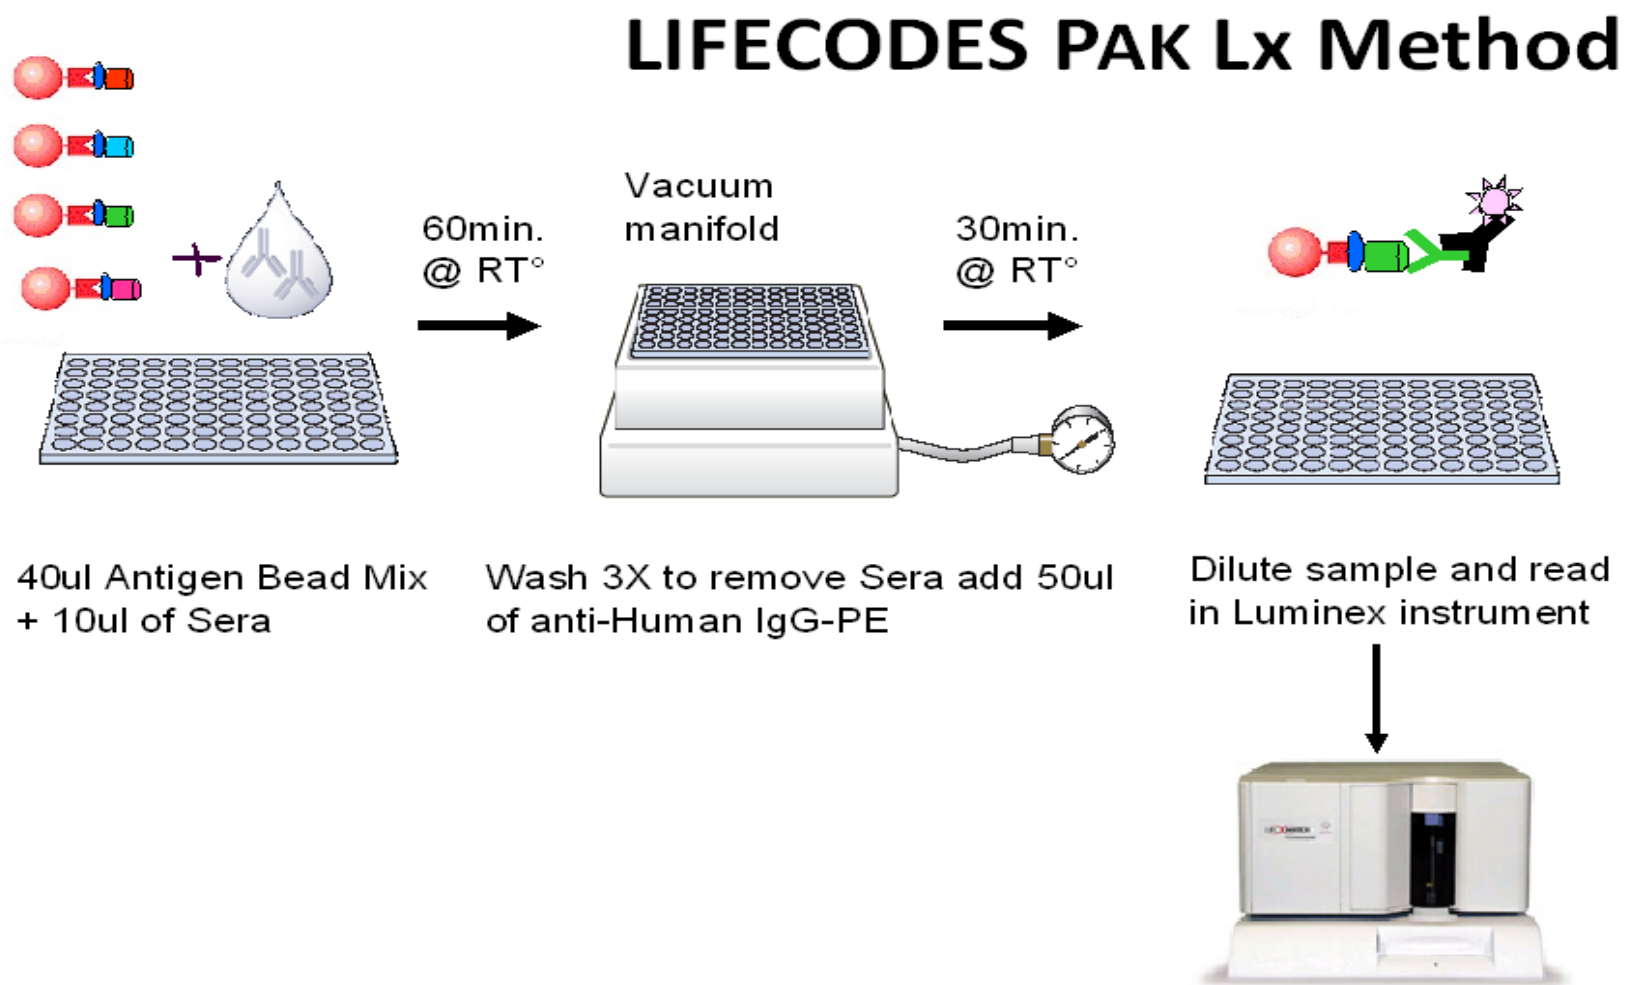 LIFECODES PAK Lx Method
60min.
@ RT°
Vacuum
manifold
30min.
@ RT°
40ul Antigen Bead Mix
+ 10ul of Sera
Wash 3X to remove Sera add 50ul
of anti-Human IgG-PE
Dilute sample and read
in Luminex instrument